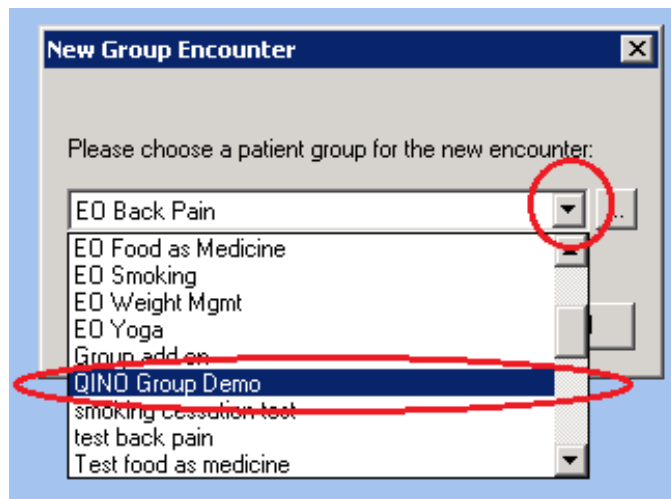 New Group Encounter
Please choose a patient group for the new encounter:
EO Back Pain
..
EO Food as Medicine
EO Smoking
EO Weight Mgmt
EO Yoga
Group add on
QINO Group Demo
smoking cessation test
test back pain
Test food as medicine